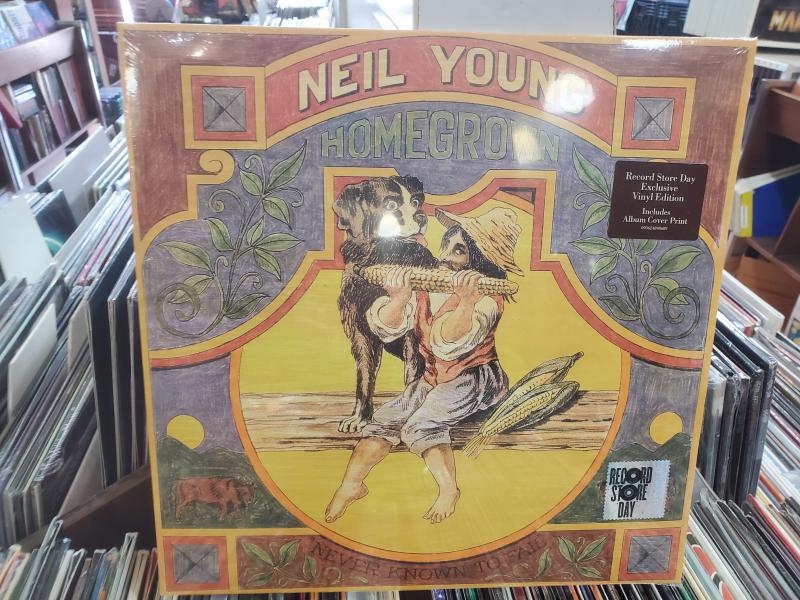 NEIL YOUNG
HOMEGROWN
Record Store Day
Exclusive
Vinyl Edition
Includes
Album Cover Print
RECORD
STORE
DAY
NEVER KNOWN TO FAIL